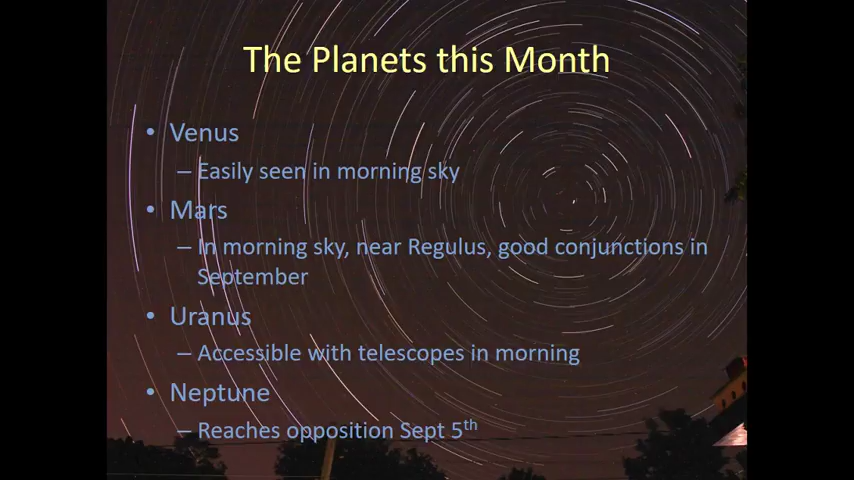 The Planets this Month
• Venus
– Easily seen in morning sky
• Mars
– In morning sky, near Regulus, good conjunctions in
September
• Uranus
– Accessible with telescopes in morning
• Neptune
– Reaches opposition Sept 5th